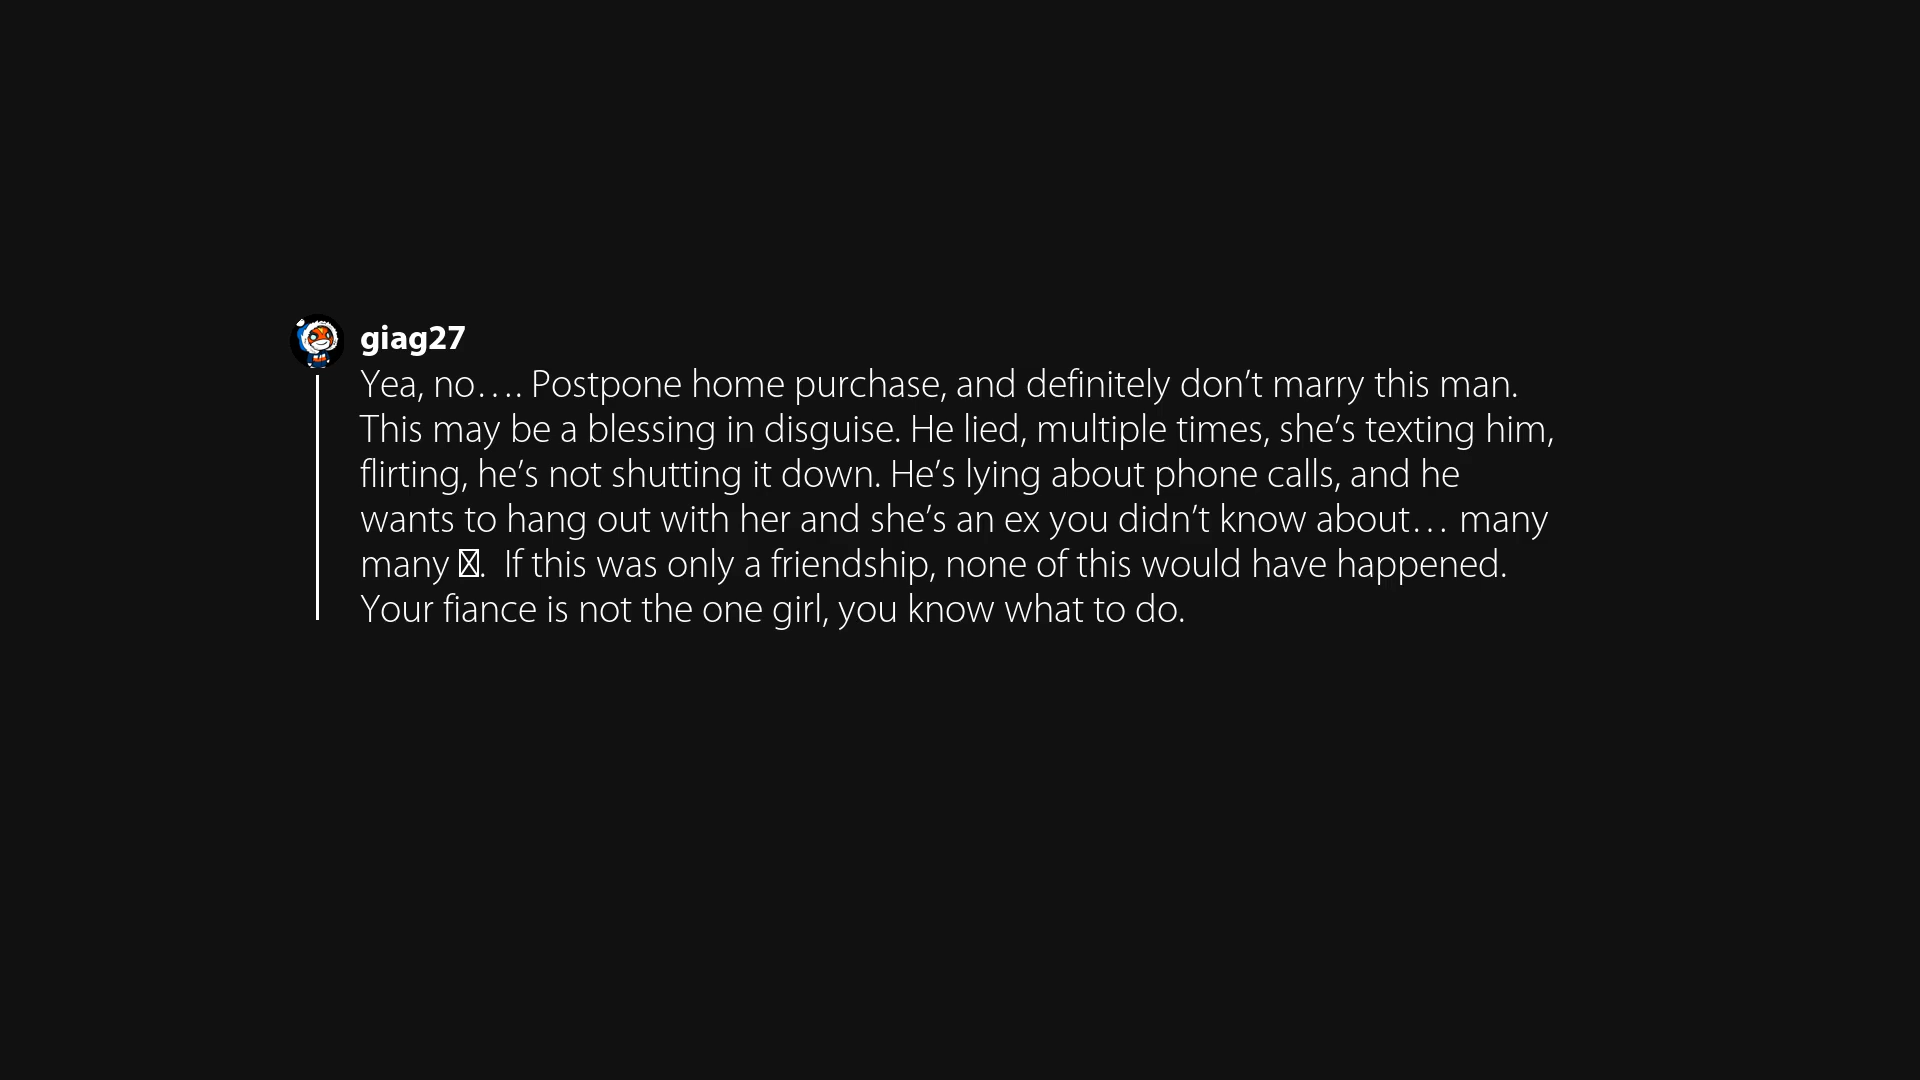 giag27
Yea, no…. Postpone home purchase, and definitely don’t marry this man.
This may be a blessing in disguise. He lied, multiple times, she’s texting him,
flirting, he’s not shutting it down. He’s lying about phone calls, and he
wants to hang out with her and she’s an ex you didn’t know about… many
many . If this was only a friendship, none of this would have happened.
Your fiance is not the one girl, you know what to do.